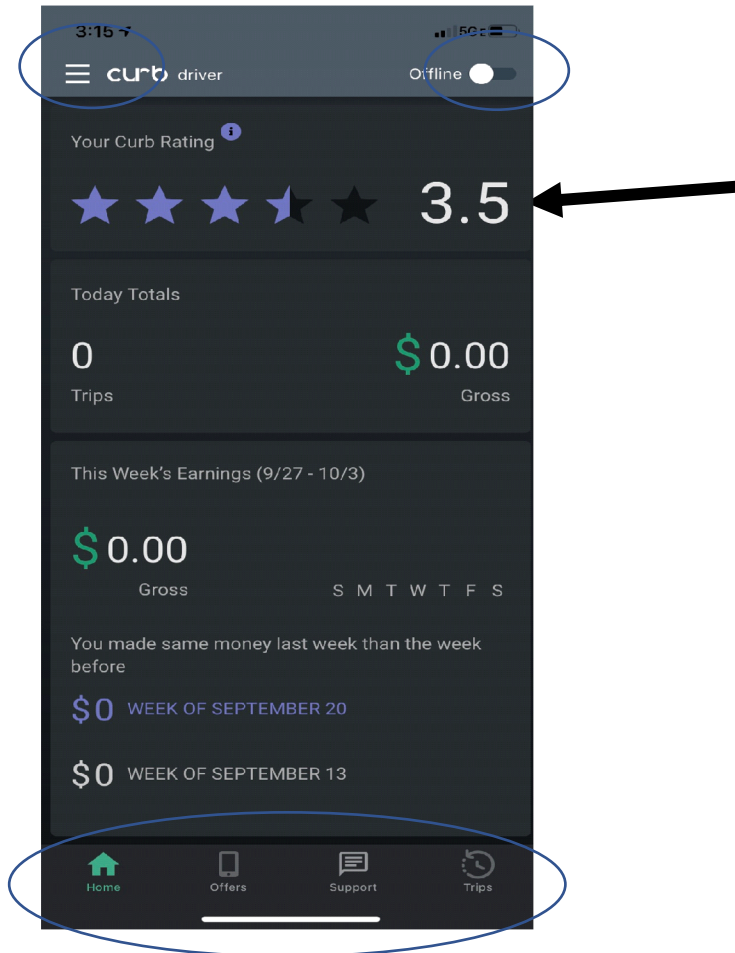 3:15
5G
curb driver
Offline
Your Curb Rating i
3.5
Today Totals
0
$0.00
Trips
Gross
This Week's Earnings (9/27 - 10/3)
$0.00
Gross
S M T W T F S
You made same money last week than the week
before
$0 WEEK OF SEPTEMBER 20
$0 WEEK OF SEPTEMBER 13
Home
Offers
Support
Trips